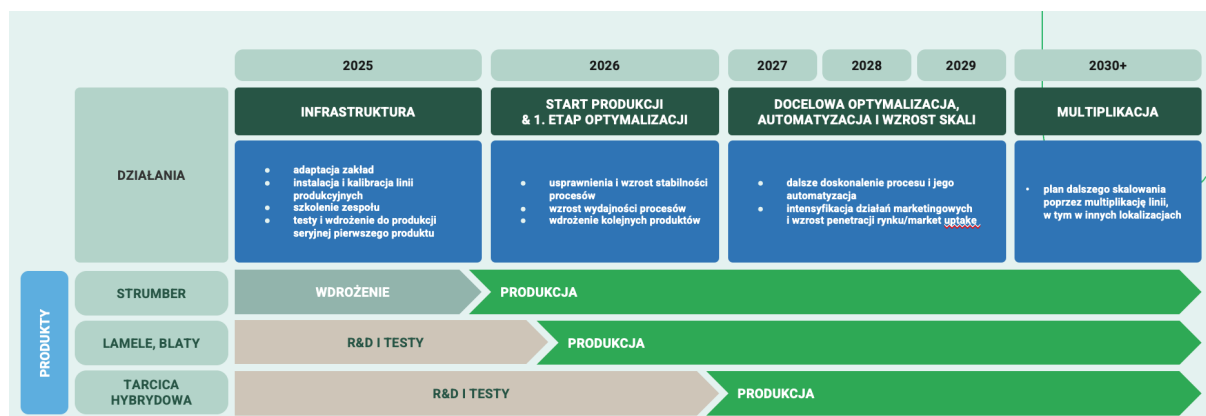 2025
2026
2027
2028
2029
2030+
DZIAŁANIA
INFRASTRUKTURA
START PRODUKCJI
& 1. ETAP OPTYMALIZACJI
DOCELOWA OPTYMALIZACJA,
AUTOMATYZACJA I WZROST SKALI
MULTIPLIKACJA
• adaptacja zakład
• instalacja i kalibracja linii
produkcyjnych
• szkolenie zespołu
• testy i wdrożenie do produkcji
seryjnej pierwszego produktu
• usprawnienia i wzrost stabilności
procesów
• wzrost wydajności procesów
• wdrożenie kolejnych produktów
• dalsze doskonalenie procesu i jego
automatyzacja
• intensyfikacja działań marketingowych
i wzrost penetracji rynku/market uptake
• plan dalszego skalowania
poprzez multiplikację linii,
w tym w innych lokalizacjach
PRODUKTY
STRUMBER
WDROŻENIE
PRODUKCJA
LAMELE, BLATY
R&D I TESTY
PRODUKCJA
TARCICA
HYBRYDOWA
R&D I TESTY
PRODUKCJA